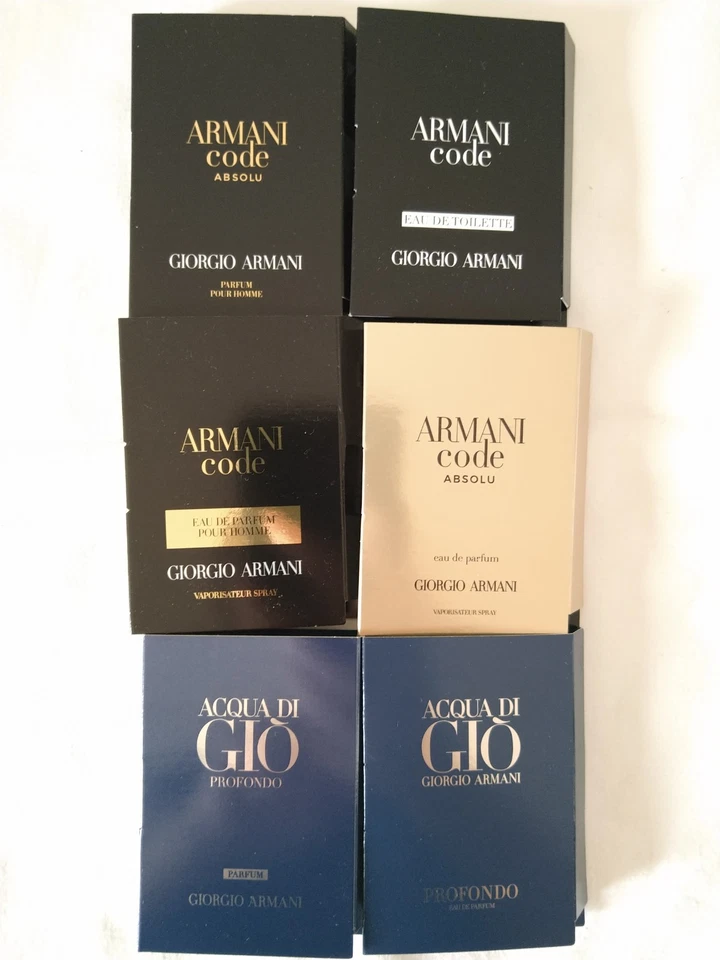 ARMANI
code
ABSOLU
GIORGIO ARMANI
PARFUM
POUR HOMME
ARMANI
code
EAU DE TOILETTE
GIORGIO ARMANI
ARMANI
code
EAU DE PARFUM
POUR HOMME
GIORGIO ARMANI
VAPORISATEUR SPRAY
ARMANI
code
ABSOLU
eau de parfum
GIORGIO ARMANI
VAPORISATEUR SPRAY
ACQUA DI
GIÒ
PROFONDO
PARFUM
GIORGIO ARMANI
ACQUA DI
GIÒ
GIORGIO ARMANI
PROFONDO
EAU DE PARFUM